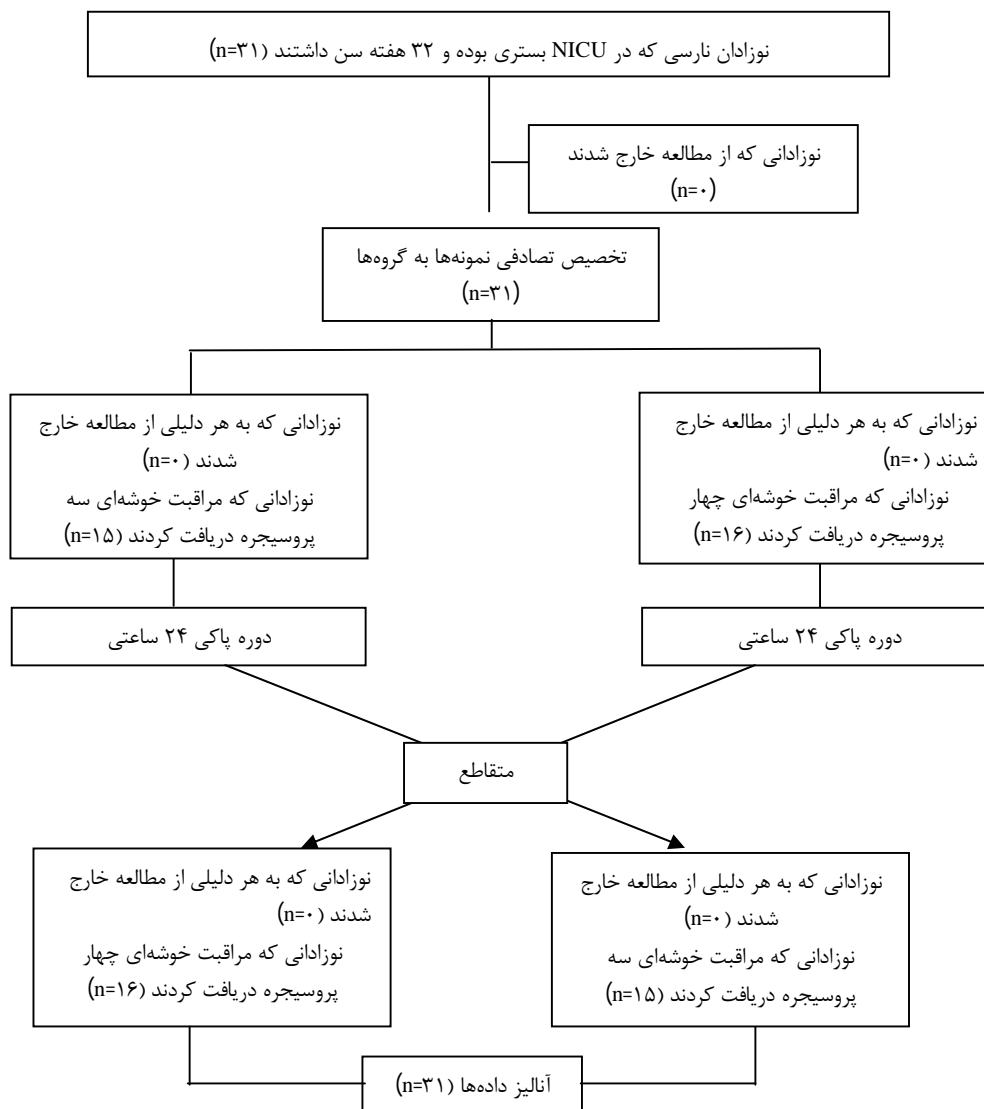 نوزادان نارسی که در NICU بستری بوده و ۳۲ هفته سن داشتند (n=۳۱)
نوزادانی که از مطالعه خارج شدند
(n=۰)
تخصیص تصادفی نمونه‌ها به گروه‌ها
(n=۳۱)
نوزادانی که به هر دلیلی از مطالعه خارج
شدند (n=۰)
نوزادانی که مراقبت خوشه‌ای چهار
پروسیجره دریافت کردند (n=۱۶)
نوزادانی که به هر دلیلی از مطالعه خارج
شدند (n=۰)
نوزادانی که مراقبت خوشه‌ای سه
پروسیجره دریافت کردند (n=۱۵)
دوره پاکی ۲۴ ساعتی
دوره پاکی ۲۴ ساعتی
متقاطع
نوزادانی که به هر دلیلی از مطالعه خارج
شدند (n=۰)
نوزادانی که مراقبت خوشه‌ای سه
پروسیجره دریافت کردند (n=۱۵)
نوزادانی که به هر دلیلی از مطالعه خارج
شدند (n=۰)
نوزادانی که مراقبت خوشه‌ای چهار
پروسیجره دریافت کردند (n=۱۶)
آنالیز داده‌ها (n=۳۱)